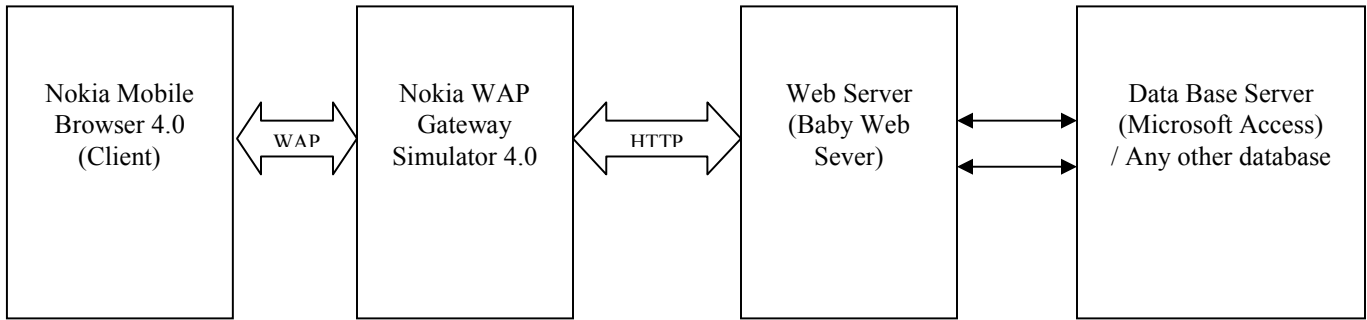 Nokia Mobile
Browser 4.0
(Client)
WAP
Nokia WAP
Gateway
Simulator 4.0
HTTP
Web Server
(Baby Web
Sever)
Data Base Server
(Microsoft Access)
/ Any other database